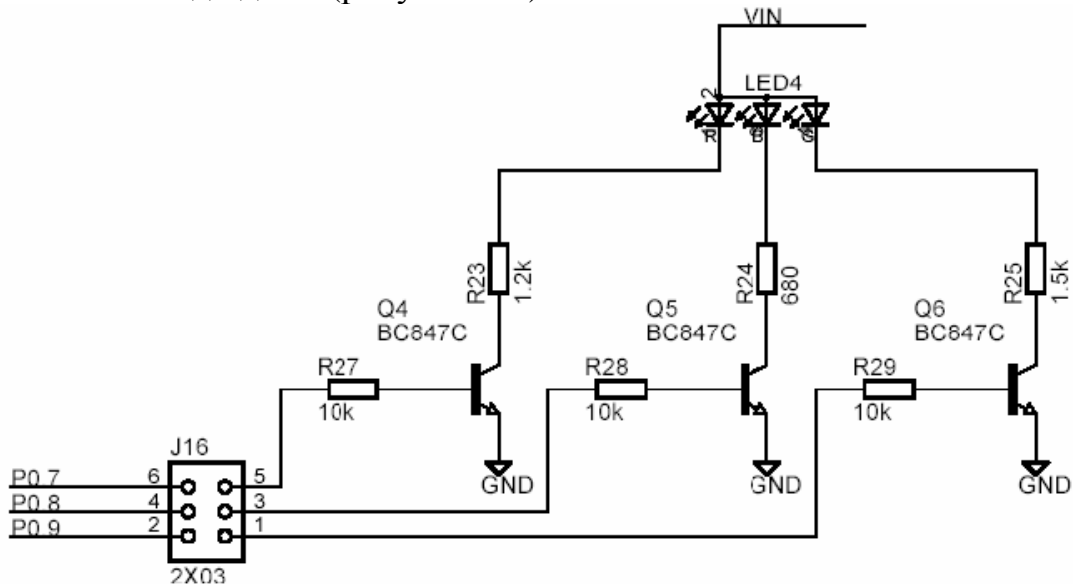 VIN
LED4
2
R
B
G
R23
1.2k
R24
680
R25
1.5k
Q4
BC847C
Q5
BC847C
Q6
BC847C
R27
10k
R28
10k
R29
10k
J16
GND
GND
GND
P0.7
6
5
P0.8
4
3
P0.9
2
1
2X03